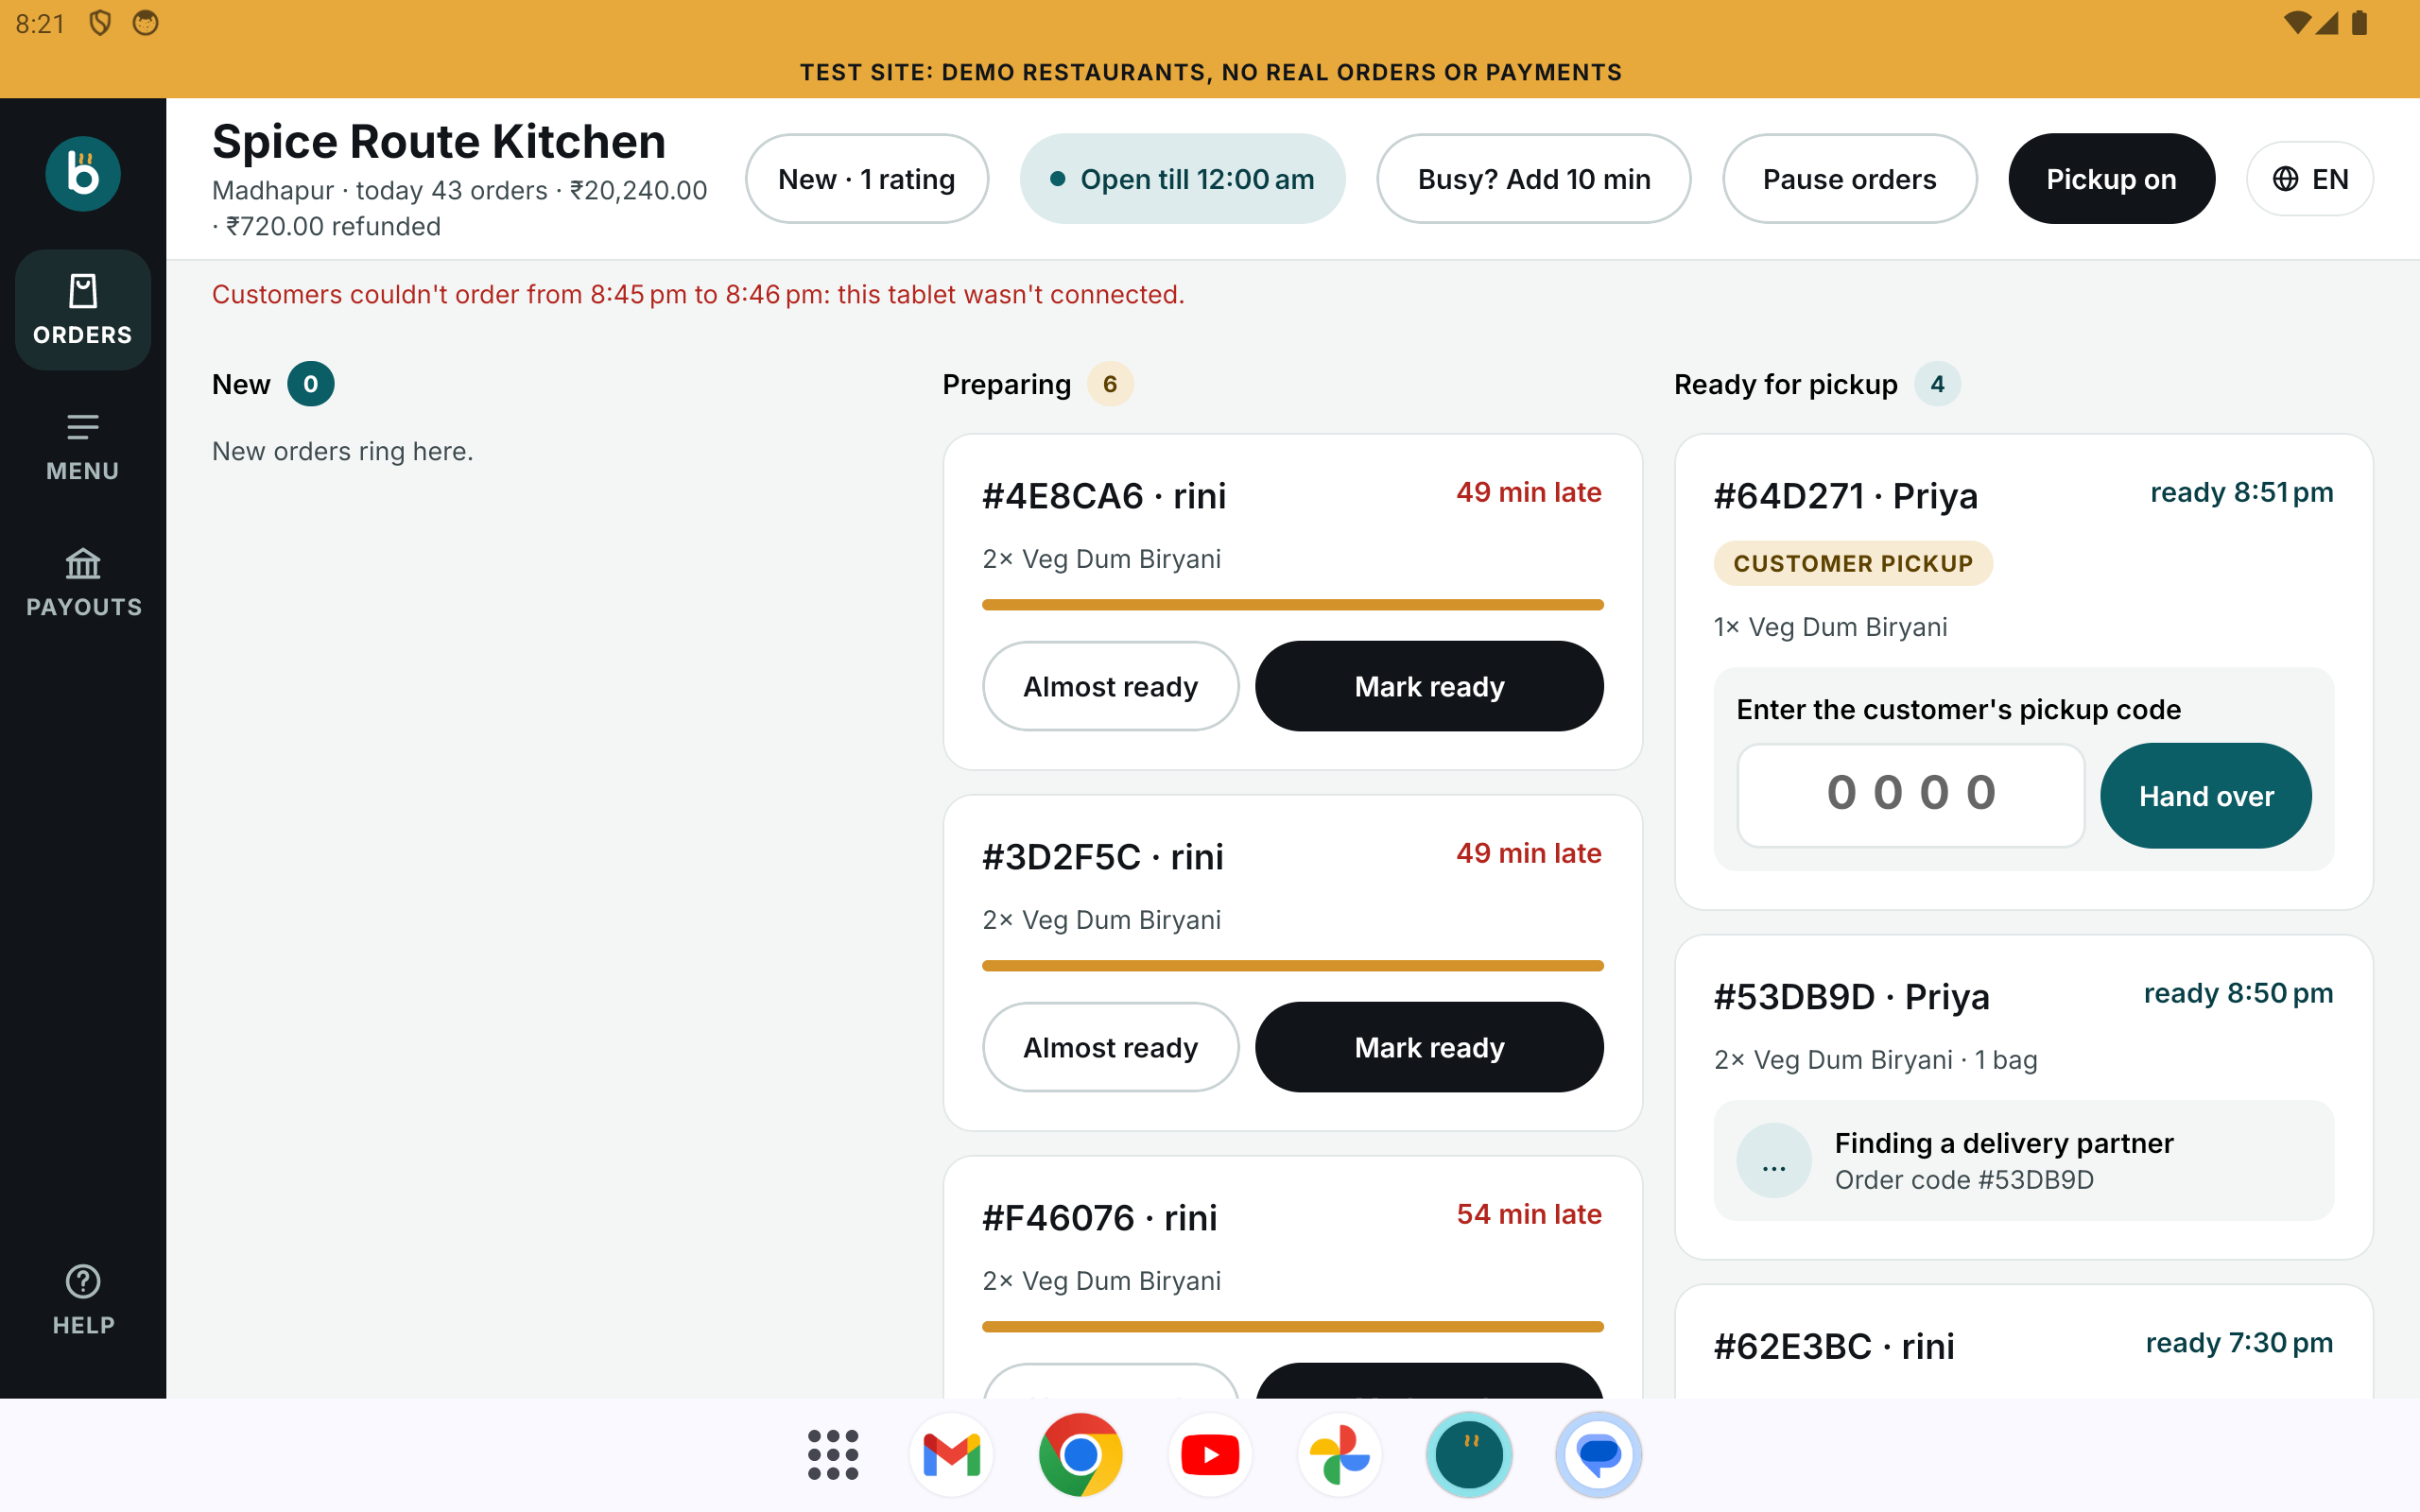 8:21
TEST SITE: DEMO RESTAURANTS, NO REAL ORDERS OR PAYMENTS
b
ORDERS
MENU
PAYOUTS
HELP
Spice Route Kitchen
Madhapur · today 43 orders · ₹20,240.00
· ₹720.00 refunded
New · 1 rating
Open till 12:00 am
Busy? Add 10 min
Pause orders
Pickup on
EN
Customers couldn't order from 8:45 pm to 8:46 pm: this tablet wasn't connected.
New 0
New orders ring here.
Preparing 6
#4E8CA6 · rini 49 min late
2× Veg Dum Biryani
Almost ready Mark ready
#3D2F5C · rini 49 min late
2× Veg Dum Biryani
Almost ready Mark ready
#F46076 · rini 54 min late
2× Veg Dum Biryani
Ready for pickup 4
#64D271 · Priya ready 8:51 pm
CUSTOMER PICKUP
1× Veg Dum Biryani
Enter the customer's pickup code
0000 Hand over
#53DB9D · Priya ready 8:50 pm
2× Veg Dum Biryani · 1 bag
... Finding a delivery partner
Order code #53DB9D
#62E3BC · rini ready 7:30 pm